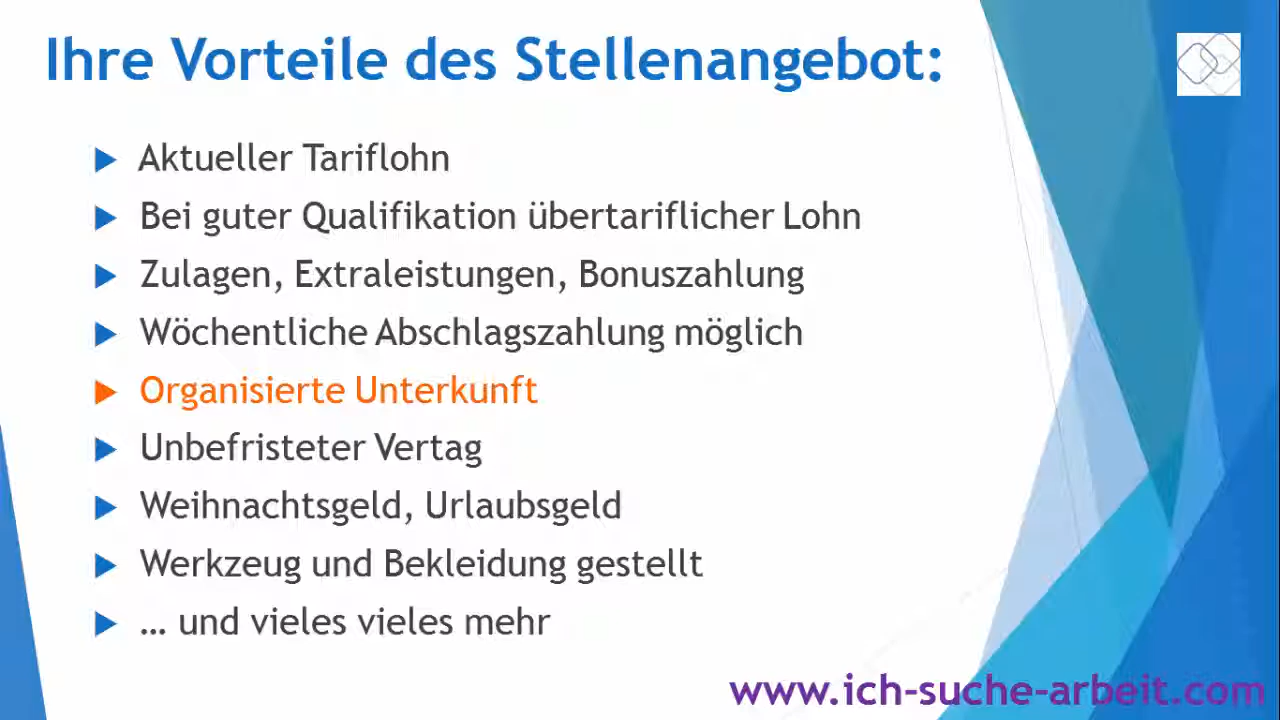 Ihre Vorteile des Stellenangebot:
Aktueller Tariflohn
Bei guter Qualifikation übertariflicher Lohn
Zulagen, Extraleistungen, Bonuszahlung
Wöchentliche Abschlagszahlung möglich
Organisierte Unterkunft
Unbefristeter Vertag
Weihnachtsgeld, Urlaubsgeld
Werkzeug und Bekleidung gestellt
… und vieles vieles mehr
www.ich-suche-arbeit.com